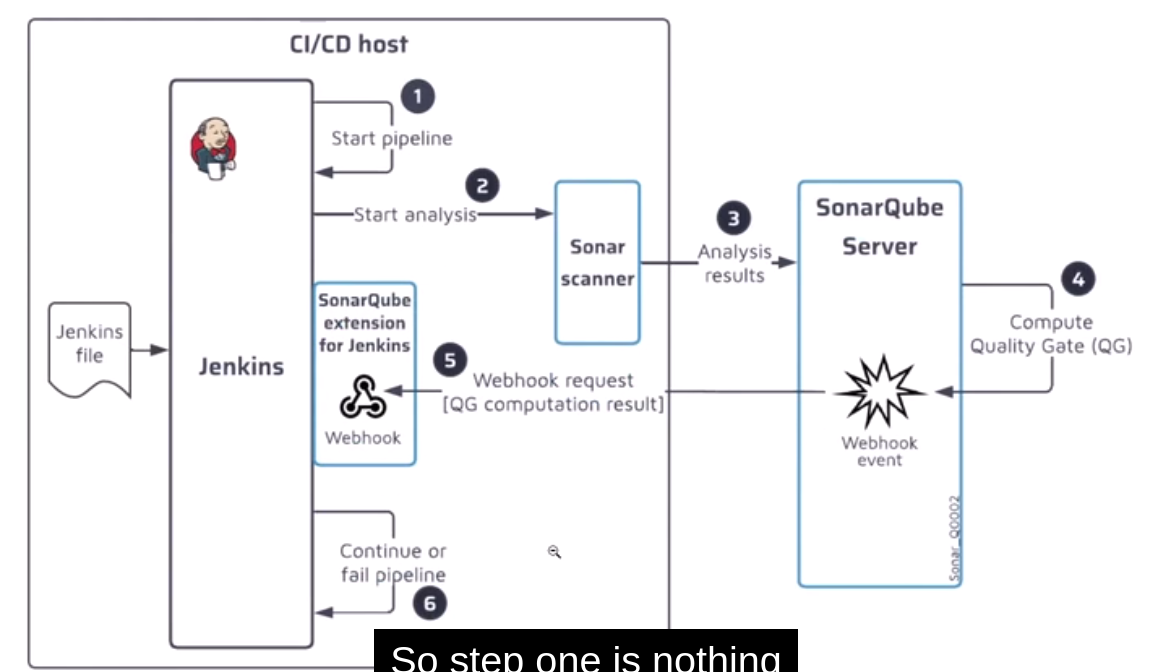 CI/CD host
1
Start pipeline
2
Start analysis
Sonar
scanner
3
Analysis
results
SonarQube
Server
4
Compute
Quality Gate (QG)
Jenkins
file
Jenkins
SonarQube
extension
for Jenkins
Webhook
5
Webhook request
[QG computation result]
Webhook
event
Sonar_Q0002
Continue or
fail pipeline
6
So step one is nothing